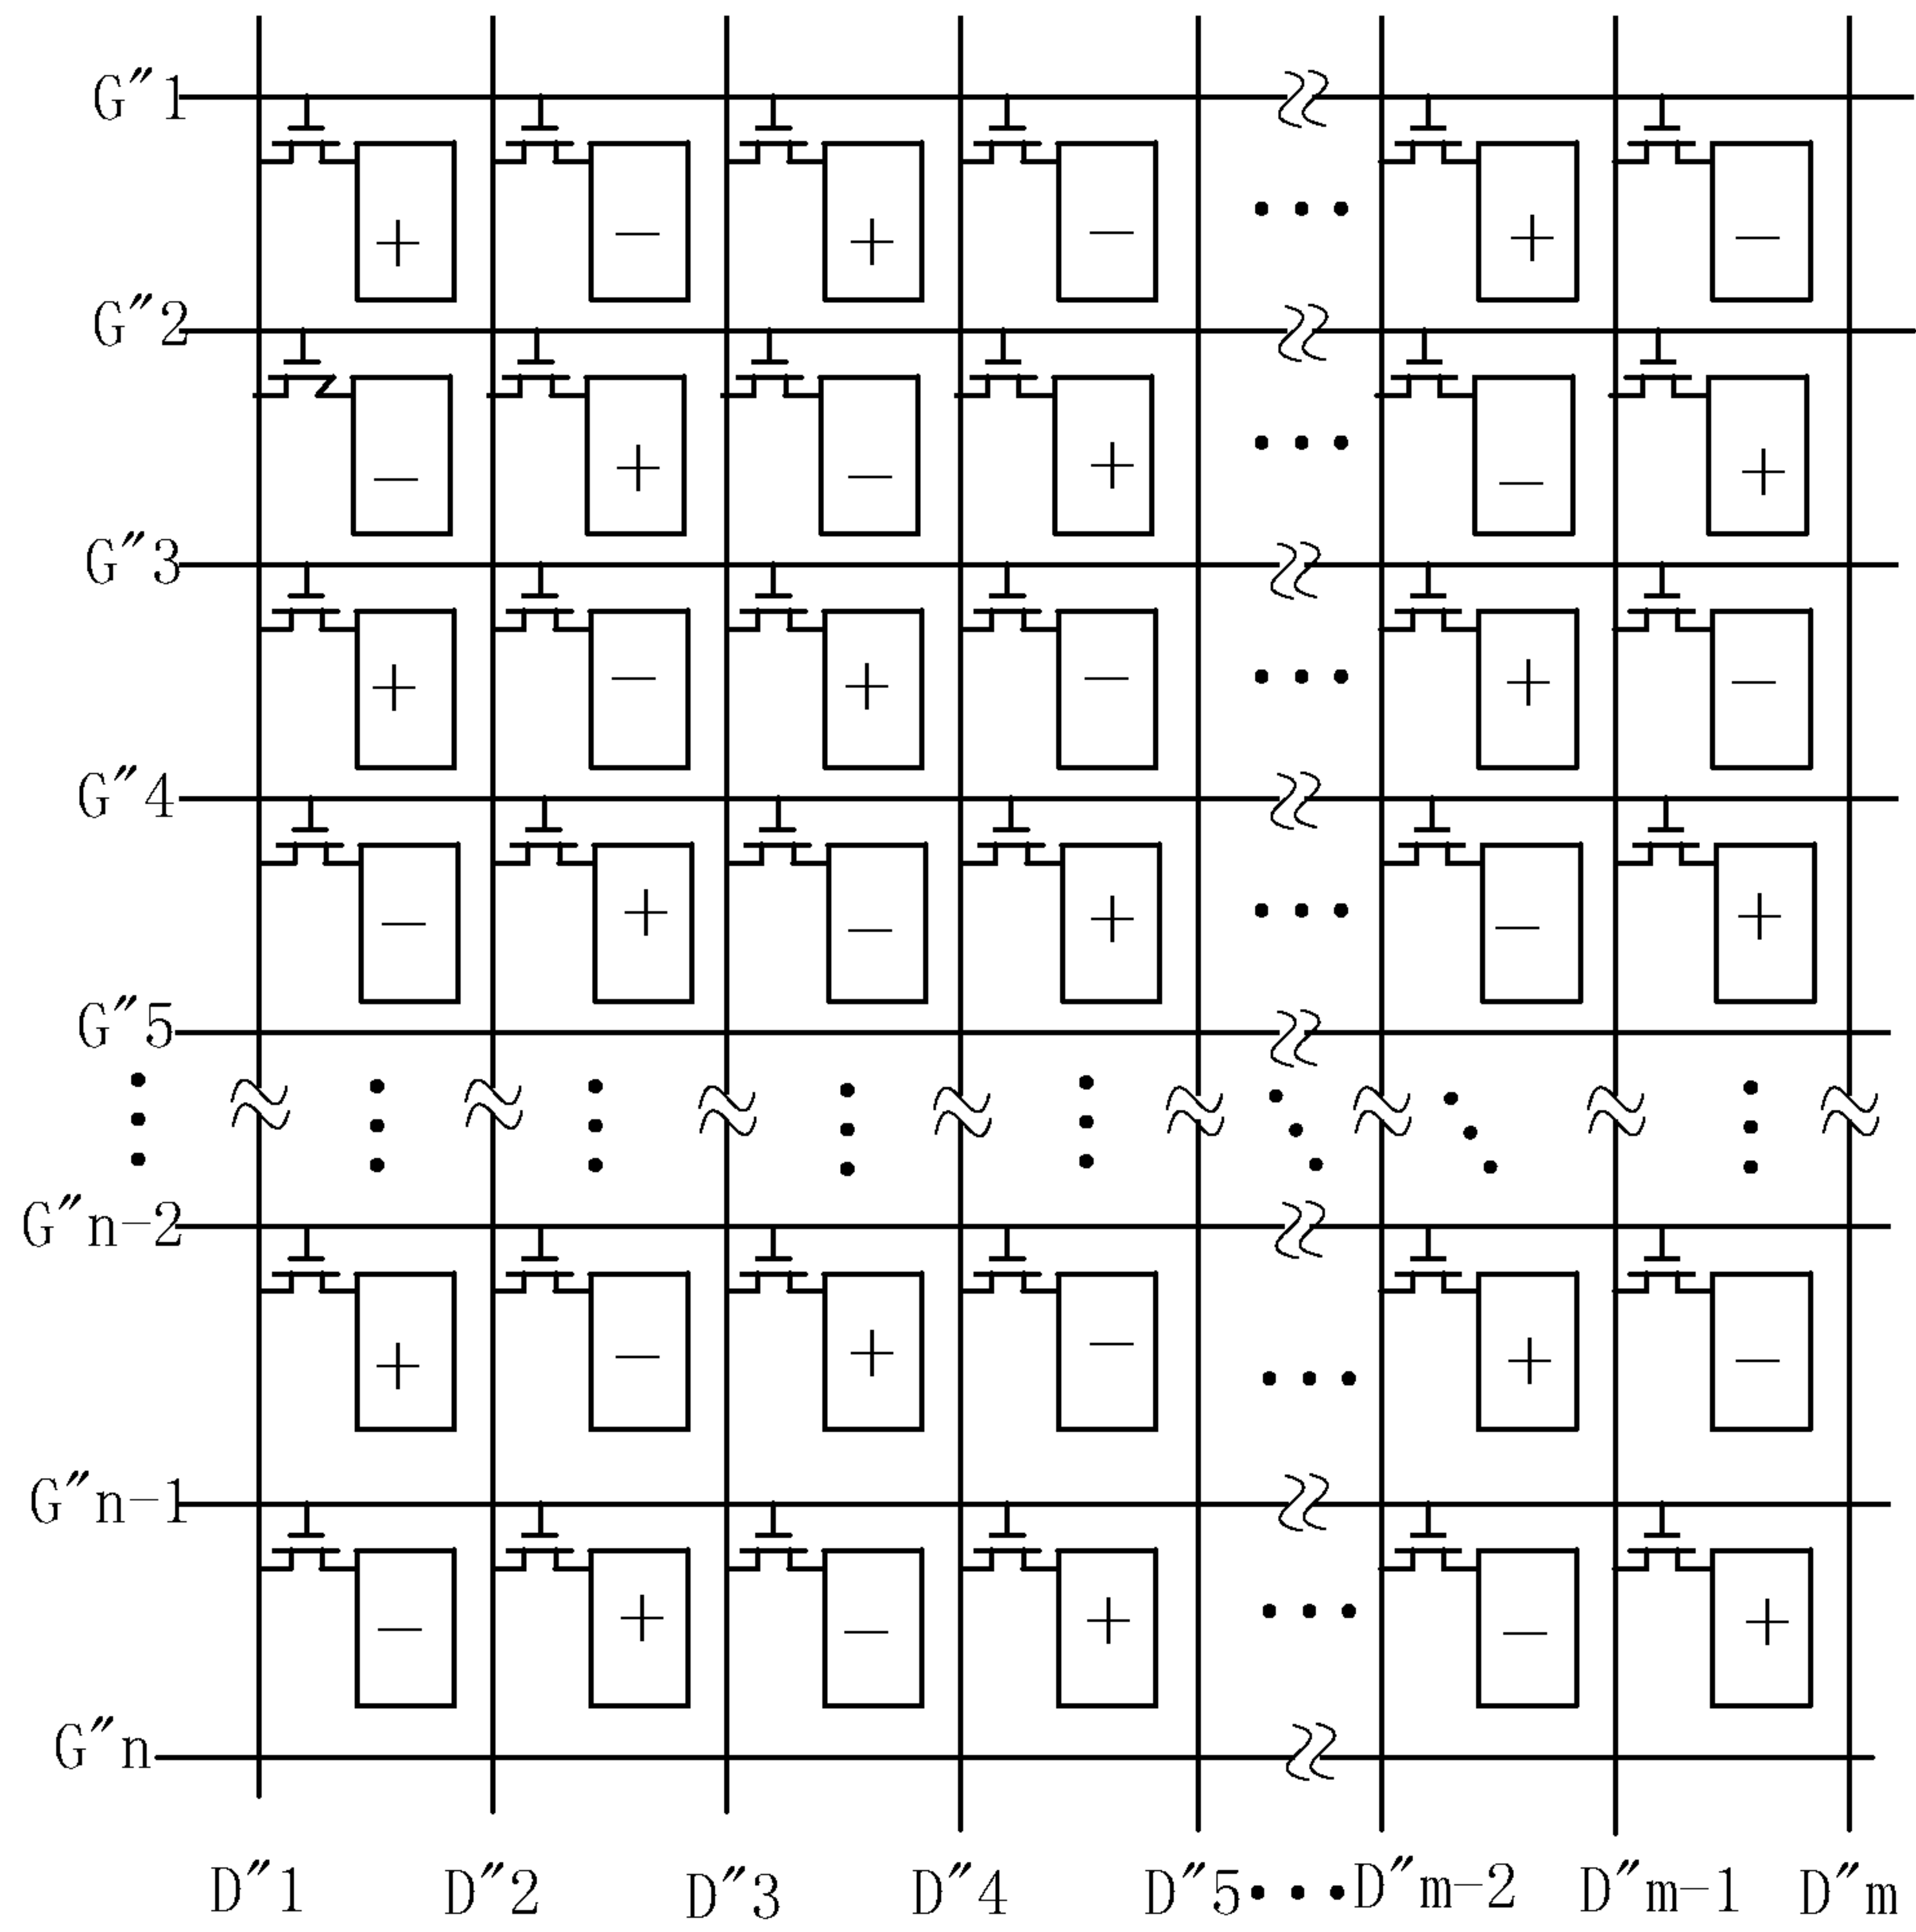 G″1
+ − + − + −
G″2
− + − + − +
G″3
+ − + − + −
G″4
− + − + − +
G″5
G″n-2
+ − + − + −
G″n-1
− + − + − +
G″n
D″1 D″2 D″3 D″4 D″5 ••• D″m-2 D″m-1 D″m